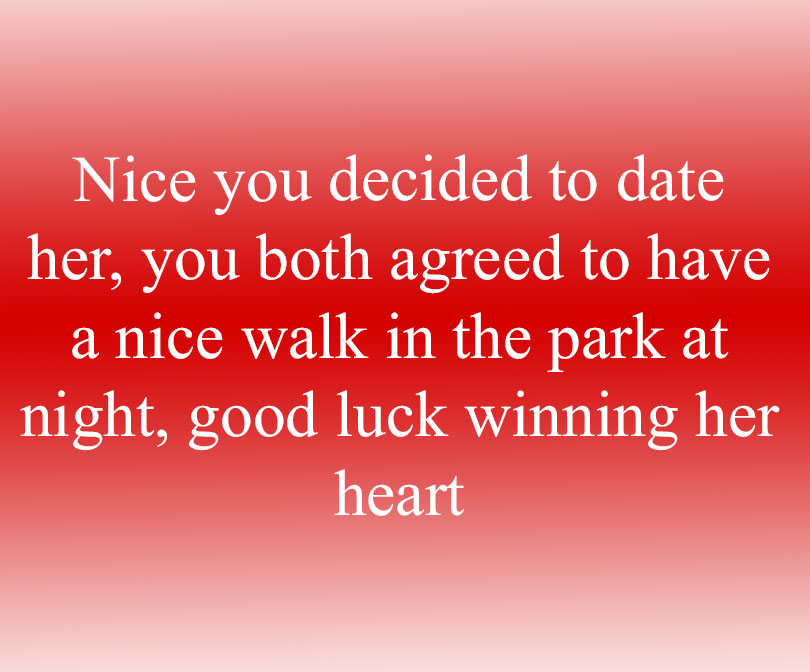 Nice you decided to date
her, you both agreed to have
a nice walk in the park at
night, good luck winning her
heart